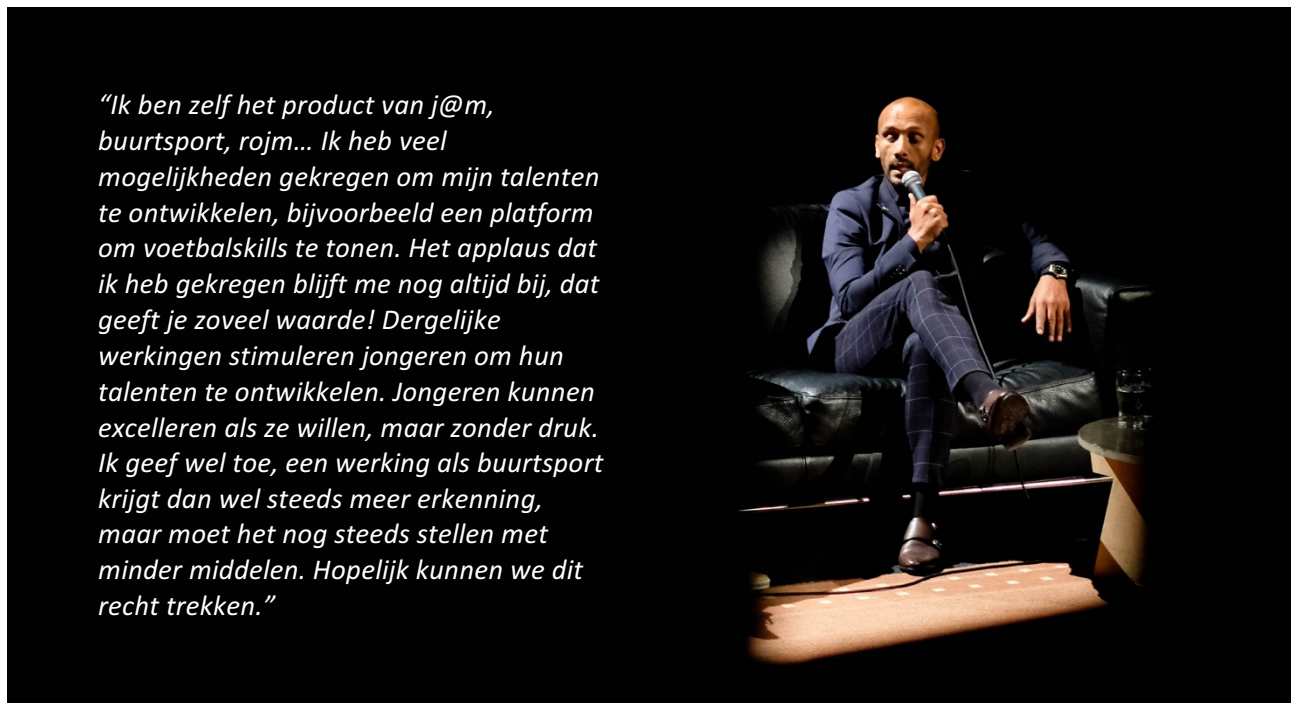 “Ik ben zelf het product van j@m,
buurtsport, rojm… Ik heb veel
mogelijkheden gekregen om mijn talenten
te ontwikkelen, bijvoorbeeld een platform
om voetbalskills te tonen. Het applaus dat
ik heb gekregen blijft me nog altijd bij, dat
geeft je zoveel waarde! Dergelijke
werkingen stimuleren jongeren om hun
talenten te ontwikkelen. Jongeren kunnen
excelleren als ze willen, maar zonder druk.
Ik geef wel toe, een werking als buurtsport
krijgt dan wel steeds meer erkenning,
maar moet het nog steeds stellen met
minder middelen. Hopelijk kunnen we dit
recht trekken.”